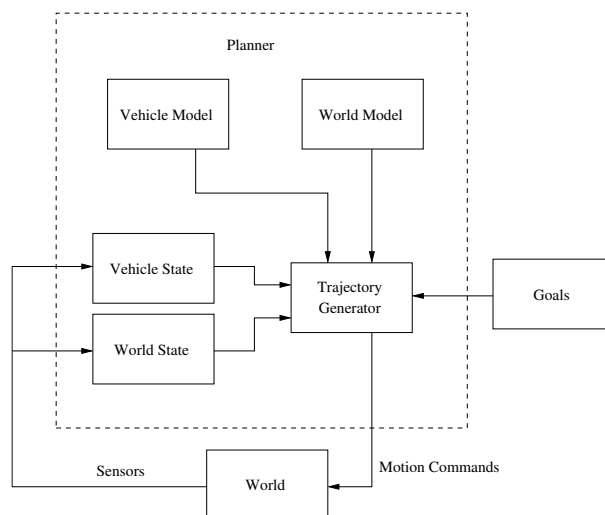 Planner
Vehicle Model
World Model
Vehicle State
World State
Trajectory
Generator
Goals
Sensors
World
Motion Commands